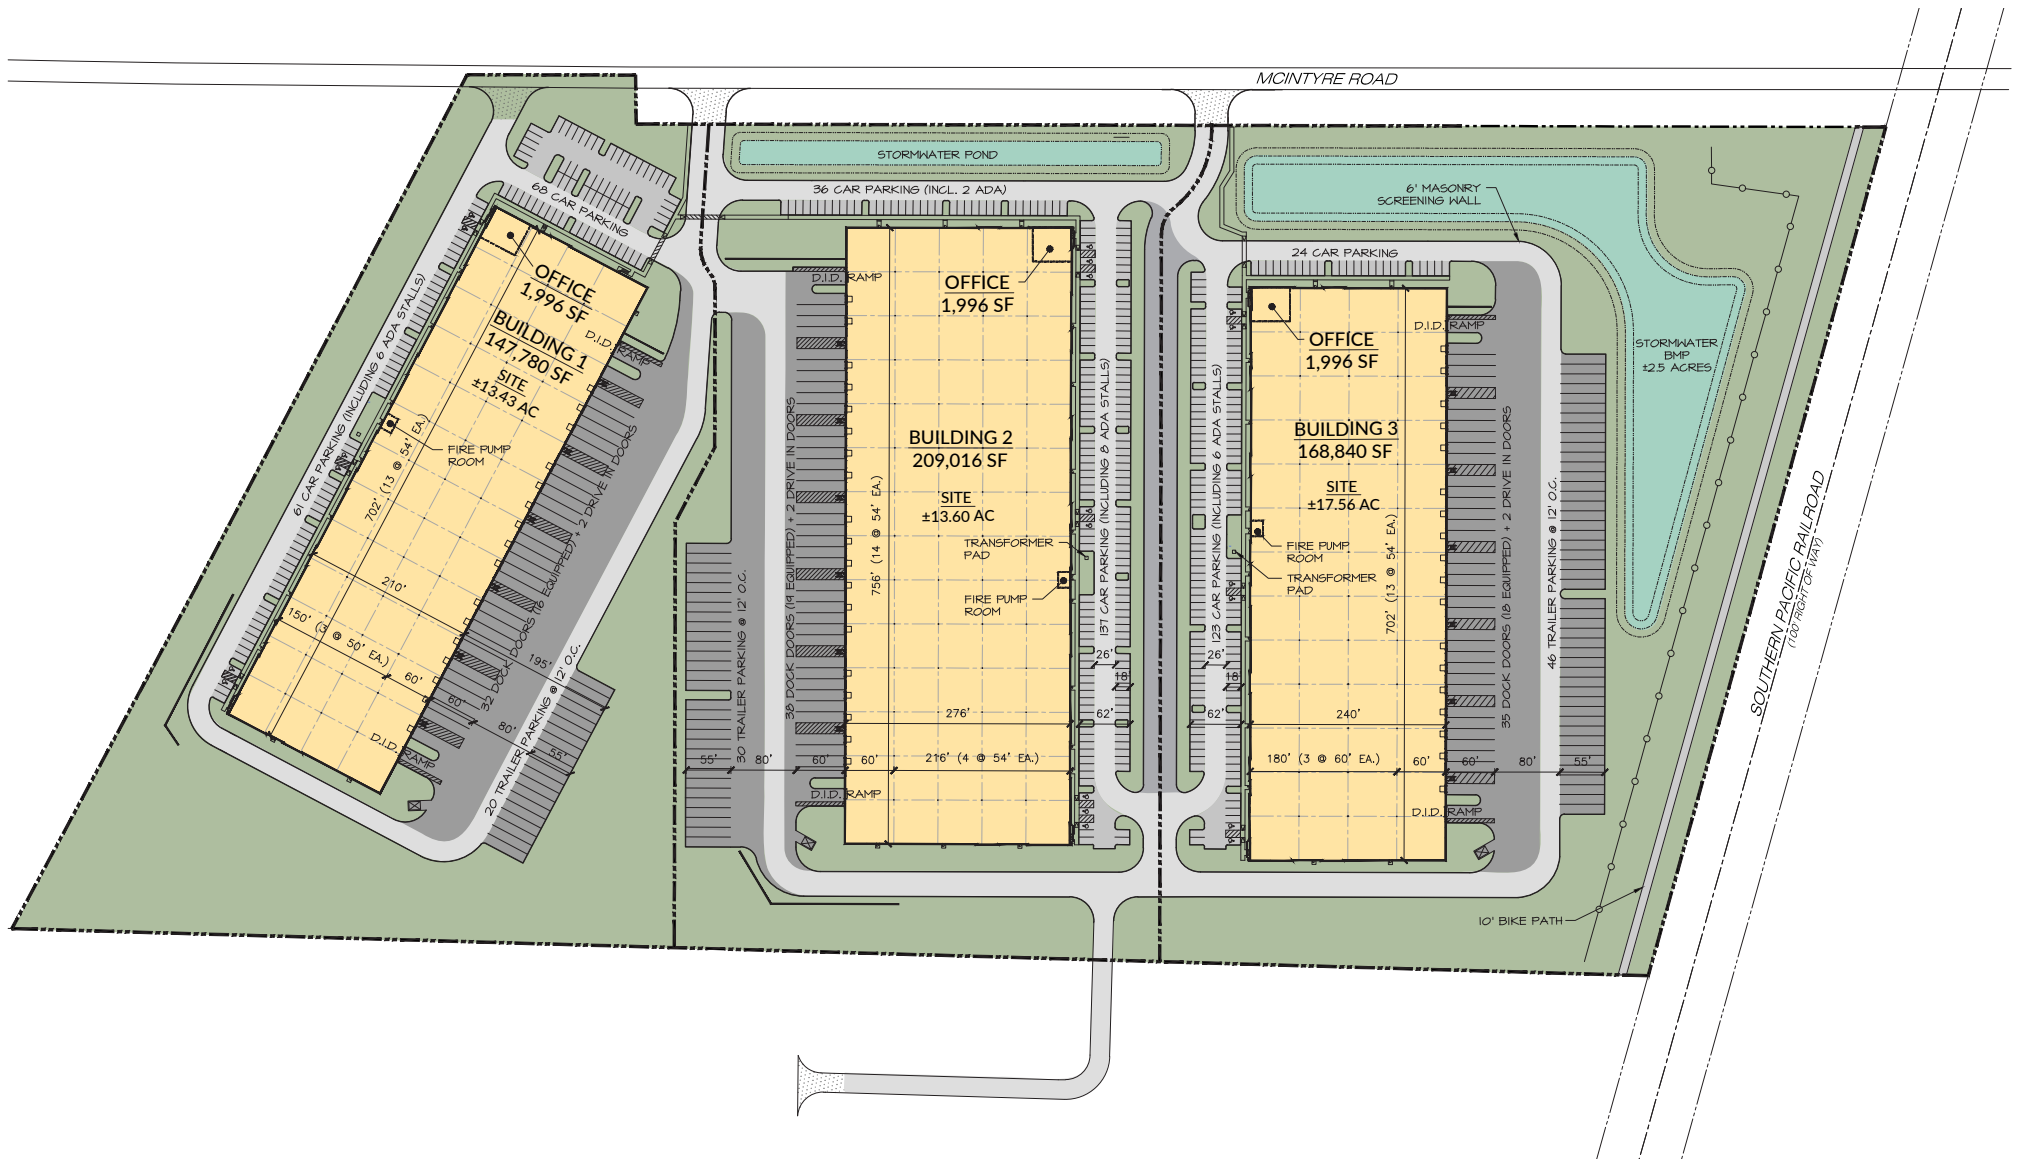 MCINTYRE ROAD
STORMWATER POND
36 CAR PARKING (INCL. 2 ADA)
68 CAR PARKING
6' MASONRY
SCREENING WALL
24 CAR PARKING
OFFICE
1,996 SF
BUILDING 1
147,780 SF
SITE
±13.43 AC
D.I.D. RAMP
FIRE PUMP
ROOM
702' (13 @ 54' EA.)
61 CAR PARKING (INCLUDING 6 ADA STALLS)
210'
150' (3 @ 50' EA.)
60'
60'
195'
80'
55'
32 DOCK DOORS (16 EQUIPPED) + 2 DRIVE IN DOORS
20 TRAILER PARKING @ 12' O.C.
D.I.D. RAMP
D.I.D. RAMP
OFFICE
1,996 SF
BUILDING 2
209,016 SF
SITE
±13.60 AC
756' (14 @ 54' EA.)
TRANSFORMER
PAD
FIRE PUMP
ROOM
38 DOCK DOORS (19 EQUIPPED) + 2 DRIVE IN DOORS
30 TRAILER PARKING @ 12' O.C.
276'
55'
80'
60'
60'
216' (4 @ 54' EA.)
D.I.D. RAMP
137 CAR PARKING (INCLUDING 8 ADA STALLS)
26'
18'
62'
123 CAR PARKING (INCLUDING 6 ADA STALLS)
26'
18'
62'
OFFICE
1,996 SF
D.I.D. RAMP
BUILDING 3
168,840 SF
SITE
±17.56 AC
702' (13 @ 54' EA.)
FIRE PUMP
ROOM
TRANSFORMER
PAD
240'
180' (3 @ 60' EA.)
60'
60'
80'
55'
D.I.D. RAMP
35 DOCK DOORS (18 EQUIPPED) + 2 DRIVE IN DOORS
46 TRAILER PARKING @ 12' O.C.
STORMWATER
BMP
±2.5 ACRES
10' BIKE PATH
SOUTHERN PACIFIC RAILROAD
(100' RIGHT OF WAY)